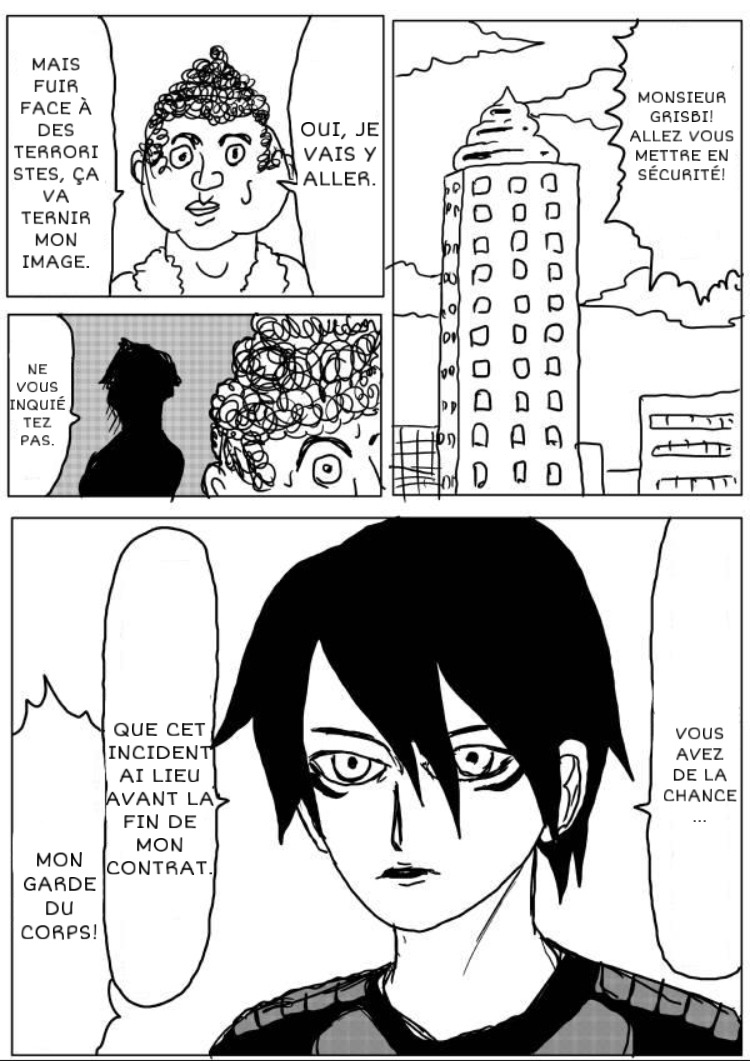 MONSIEUR
GRISBI!
ALLEZ VOUS
METTRE EN
SÉCURITÉ!
OUI, JE
VAIS Y
ALLER.
MAIS
FUIR
FACE À
DES
TERRORI
STES, ÇA
VA
TERNIR
MON
IMAGE.
NE
VOUS
INQUIÉ
TEZ
PAS.
VOUS
AVEZ
DE LA
CHANCE
...
QUE CET
INCIDENT
AI LIEU
AVANT LA
FIN DE
MON
CONTRAT.
MON
GARDE
DU
CORPS!